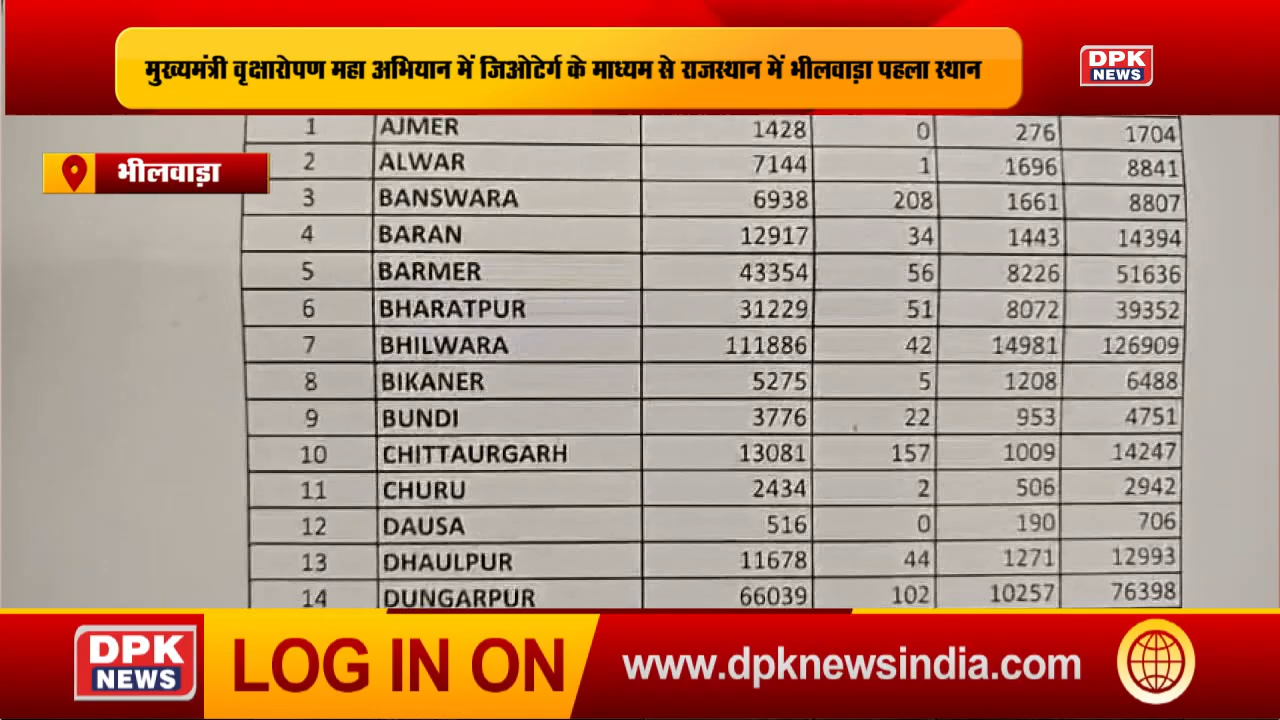 मुख्यमंत्री वृक्षारोपण महा अभियान में जिओटेर्ग के माध्यम से राजस्थान में भीलवाड़ा पहला स्थान
DPK
NEWS
भीलवाड़ा
1 AJMER 1428 0 276 1704
2 ALWAR 7144 1 1696 8841
3 BANSWARA 6938 208 1661 8807
4 BARAN 12917 34 1443 14394
5 BARMER 43354 56 8226 51636
6 BHARATPUR 31229 51 8072 39352
7 BHILWARA 111886 42 14981 126909
8 BIKANER 5275 5 1208 6488
9 BUNDI 3776 22 953 4751
10 CHITTAURGARH 13081 157 1009 14247
11 CHURU 2434 2 506 2942
12 DAUSA 516 0 190 706
13 DHAULPUR 11678 44 1271 12993
14 DUNGARPUR 66039 102 10257 76398
DPK
NEWS
LOG IN ON
www.dpknewsindia.com